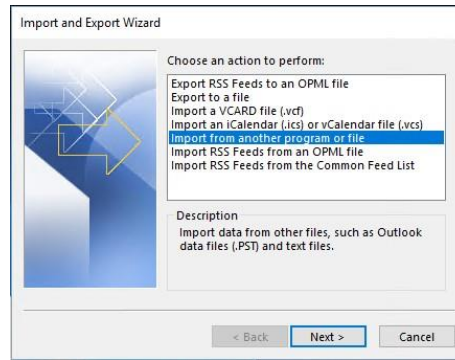 Import and Export Wizard
Choose an action to perform:
Export RSS Feeds to an OPML file
Export to a file
Import a VCARD file (.vcf)
Import an iCalendar (.ics) or vCalendar file (.vcs)
Import from another program or file
Import RSS Feeds from an OPML file
Import RSS Feeds from the Common Feed List
Description
Import data from other files, such as Outlook
data files (.PST) and text files.
< Back Next > Cancel